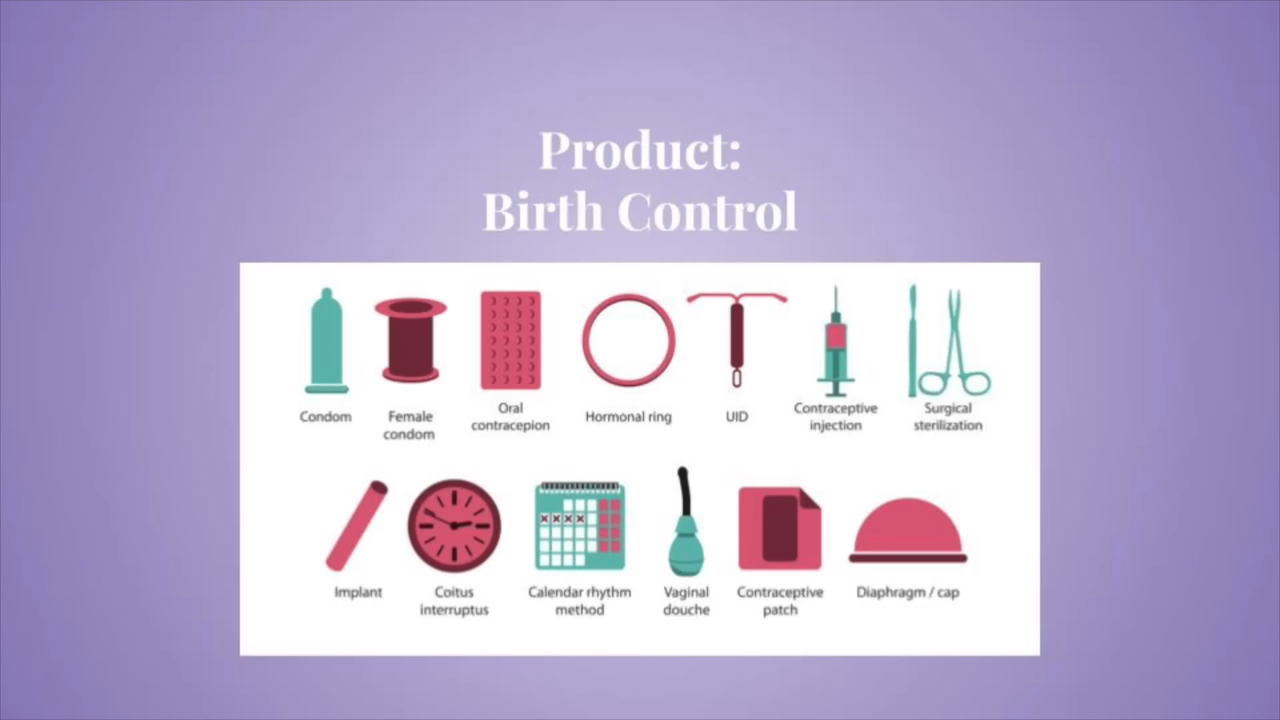 Product:
Birth Control
Condom
Female
condom
Oral
contracepion
Hormonal ring
UID
Contraceptive
injection
Surgical
sterilization
Implant
Coitus
interruptus
Calendar rhythm
method
Vaginal
douche
Contraceptive
patch
Diaphragm / cap